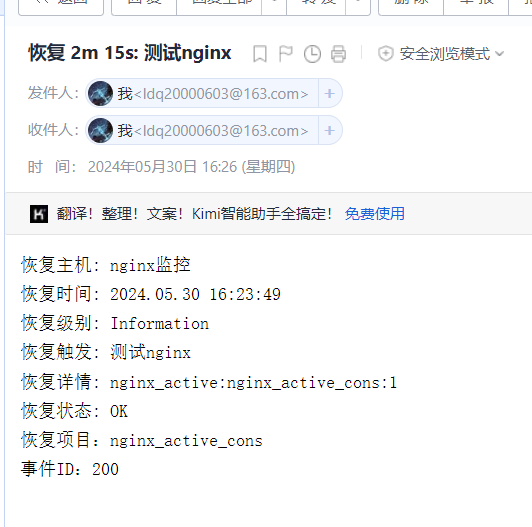 恢复 2m 15s: 测试nginx
安全浏览模式
发件人: 我<ldq20000603@163.com> +
收件人: 我<ldq20000603@163.com> +
时 间: 2024年05月30日 16:26 (星期四)
翻译！整理！文案！Kimi智能助手全搞定！ 免费使用
恢复主机: nginx监控
恢复时间: 2024.05.30 16:23:49
恢复级别: Information
恢复触发: 测试nginx
恢复详情: nginx_active:nginx_active_cons:1
恢复状态: OK
恢复项目: nginx_active_cons
事件ID: 200